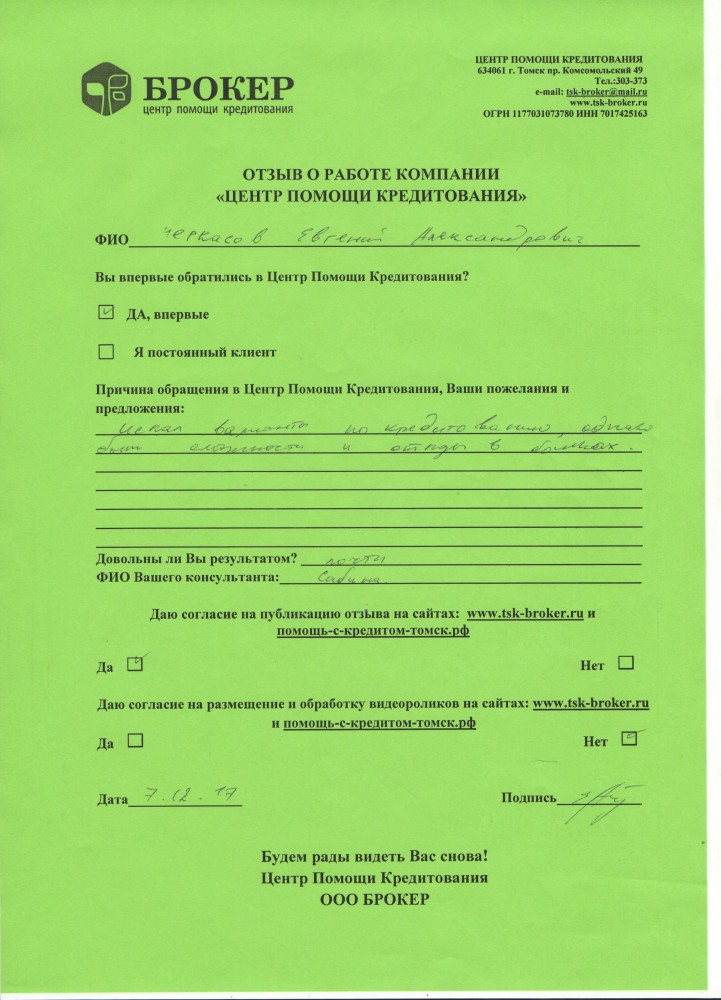 БРОКЕР
центр помощи кредитования
ЦЕНТР ПОМОЩИ КРЕДИТОВАНИЯ
634061 г. Томск пр. Комсомольский 49
Тел.:303-373
e-mail: tsk-broker@mail.ru
www.tsk-broker.ru
ОГРН 1177031073780 ИНН 7017425163
ОТЗЫВ О РАБОТЕ КОМПАНИИ
«ЦЕНТР ПОМОЩИ КРЕДИТОВАНИЯ»
ФИО Черкасов Евгений Александрович
Вы впервые обратились в Центр Помощи Кредитования?
ДА, впервые
Я постоянный клиент
Причина обращения в Центр Помощи Кредитования, Ваши пожелания и
предложения:
Искал варианты по кредитованию, однако
были сложности и отказы в банках.
Довольны ли Вы результатом? почти
ФИО Вашего консультанта: Сабина
Даю согласие на публикацию отзыва на сайтах: www.tsk-broker.ru и
помощь-с-кредитом-томск.рф
Да Нет
Даю согласие на размещение и обработку видеороликов на сайтах: www.tsk-broker.ru
и помощь-с-кредитом-томск.рф
Да Нет
Дата 7.12.17 Подпись
Будем рады видеть Вас снова!
Центр Помощи Кредитования
ООО БРОКЕР